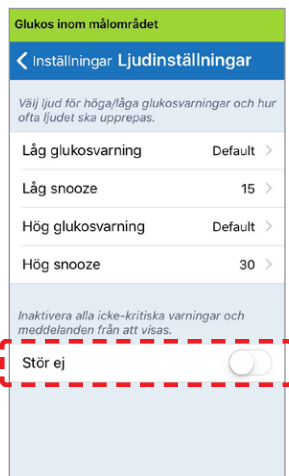 Glukos inom målområdet
Inställningar Ljudinställningar
Välj ljud för höga/låga glukosvarningar och hur
ofta ljudet ska upprepas.
Låg glukosvarning Default
Låg snooze 15
Hög glukosvarning Default
Hög snooze 30
Inaktivera alla icke-kritiska varningar och
meddelanden från att visas.
Stör ej